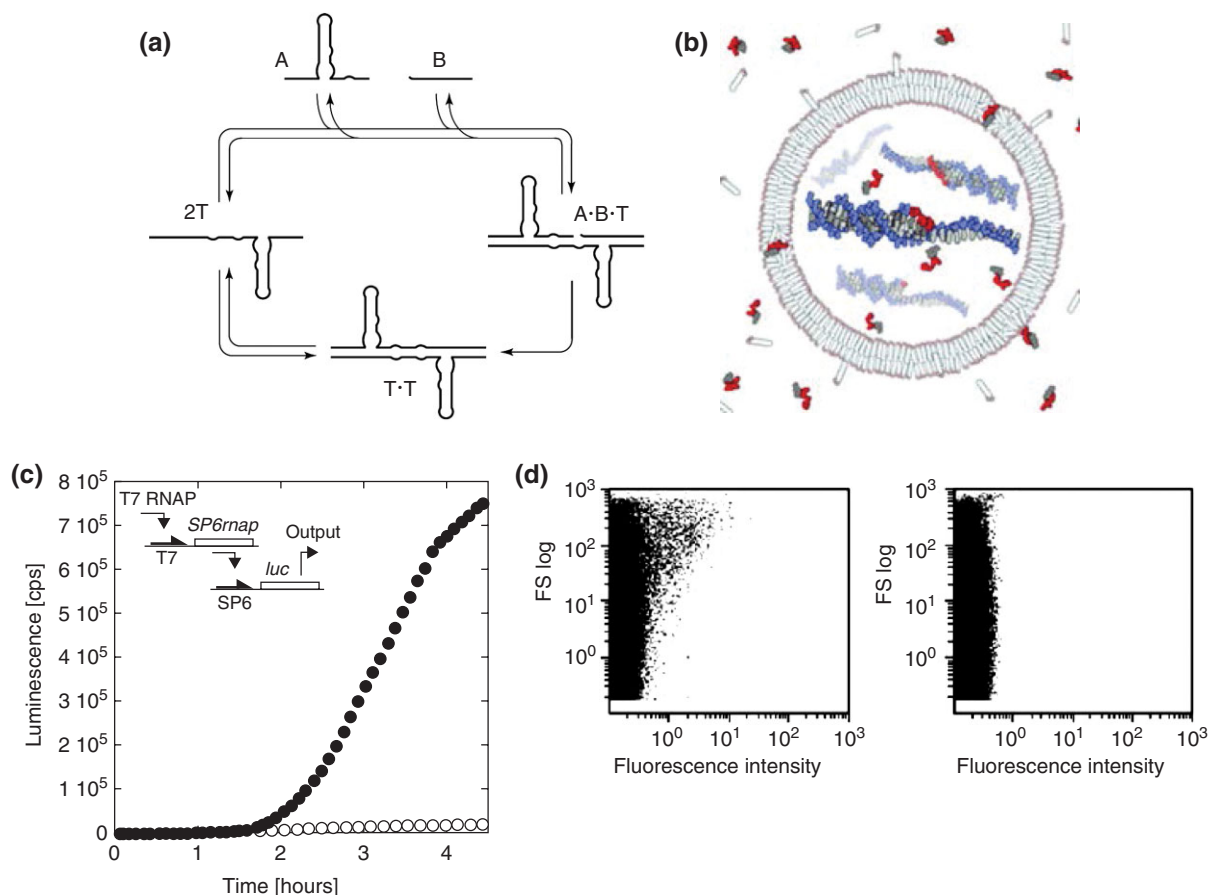 (a)
A
B
2T
A·B·T
T·T
(b)
(c)
8 10⁵
7 10⁵
6 10⁵
5 10⁵
4 10⁵
3 10⁵
2 10⁵
1 10⁵
0
Luminescence [cps]
T7 RNAP
SP6rnap
Output
T7
luc
SP6
0 1 2 3 4
Time [hours]
(d)
10³
10²
10¹
10⁰
FS log
10⁰ 10¹ 10² 10³
Fluorescence intensity
10³
10²
10¹
10⁰
FS log
10⁰ 10¹ 10² 10³
Fluorescence intensity